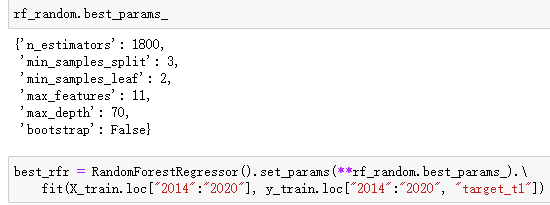 rf_random.best_params_
{'n_estimators': 1800,
'min_samples_split': 3,
'min_samples_leaf': 2,
'max_features': 11,
'max_depth': 70,
'bootstrap': False}
best_rfr = RandomForestRegressor().set_params(**rf_random.best_params_).\
fit(X_train.loc["2014":"2020"], y_train.loc["2014":"2020", "target_t1"])